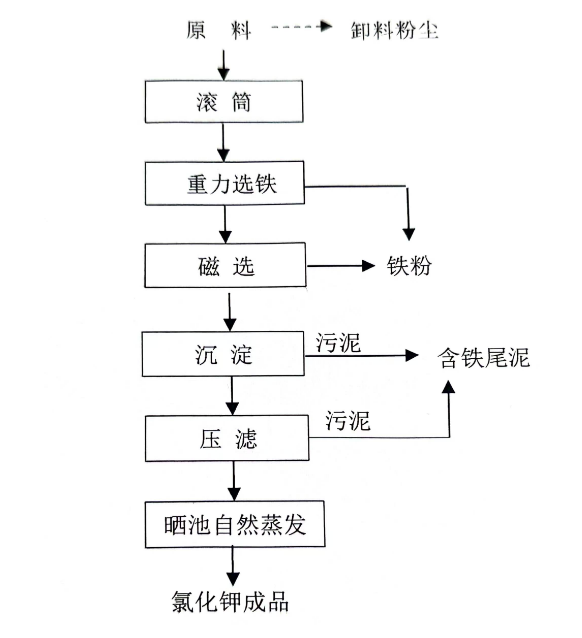 原 料 卸料粉尘
滚 筒
重力选铁
磁 选 铁粉
沉 淀 污泥 含铁尾泥
压 滤 污泥
晒池自然蒸发
氯化钾成品